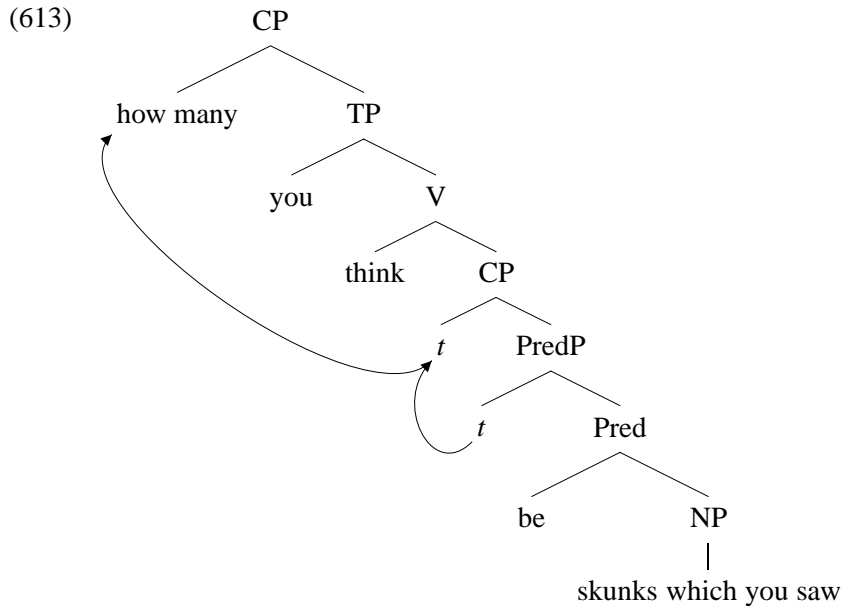 (613) CP
how many TP
you V
think CP
t PredP
t Pred
be NP
skunks which you saw